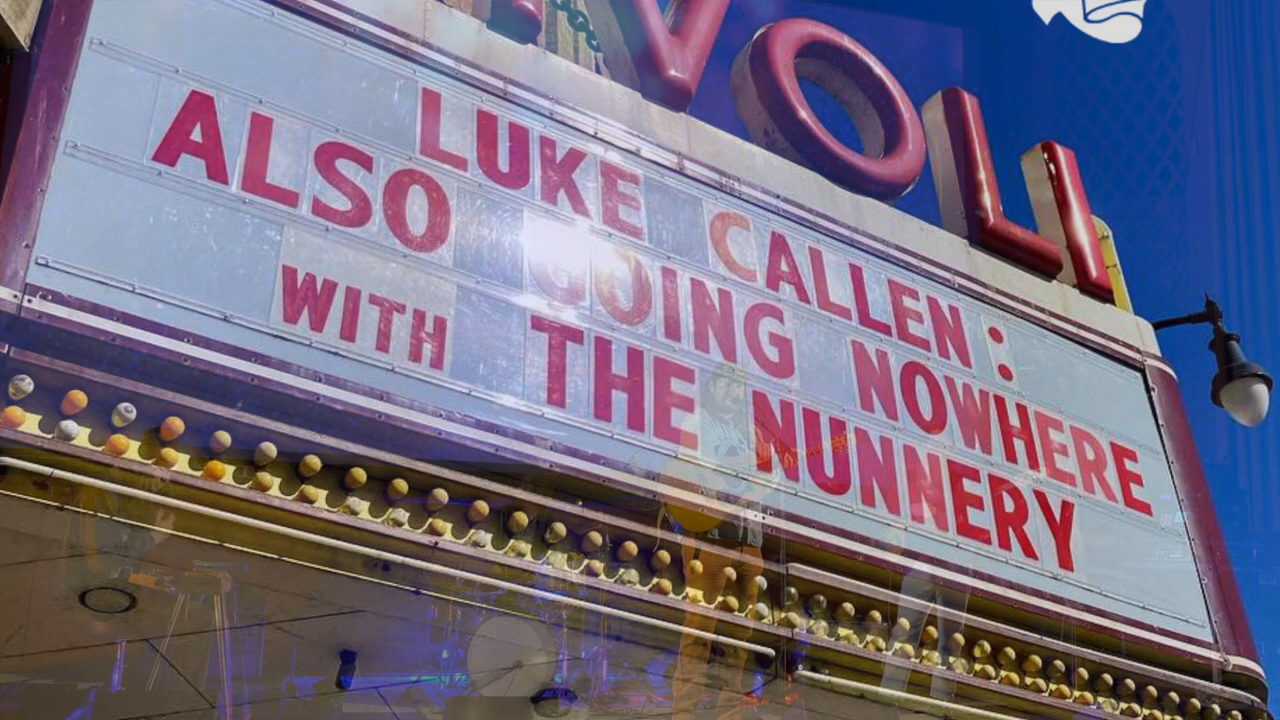 VOLI
LUKE CALLEN:
ALSO GOING NOWHERE
WITH THE NUNNERY